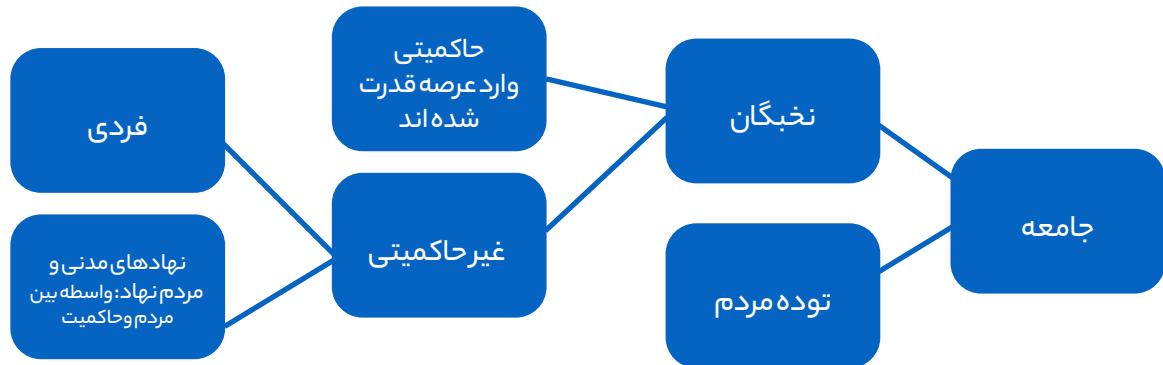 جامعه
نخبگان
توده مردم
حاکمیتی
وارد عرصه قدرت
شده اند
غیرحاکمیتی
فردی
نهادهای مدنی و
مردم نهاد:واسطه بین
مردم وحاکمیت